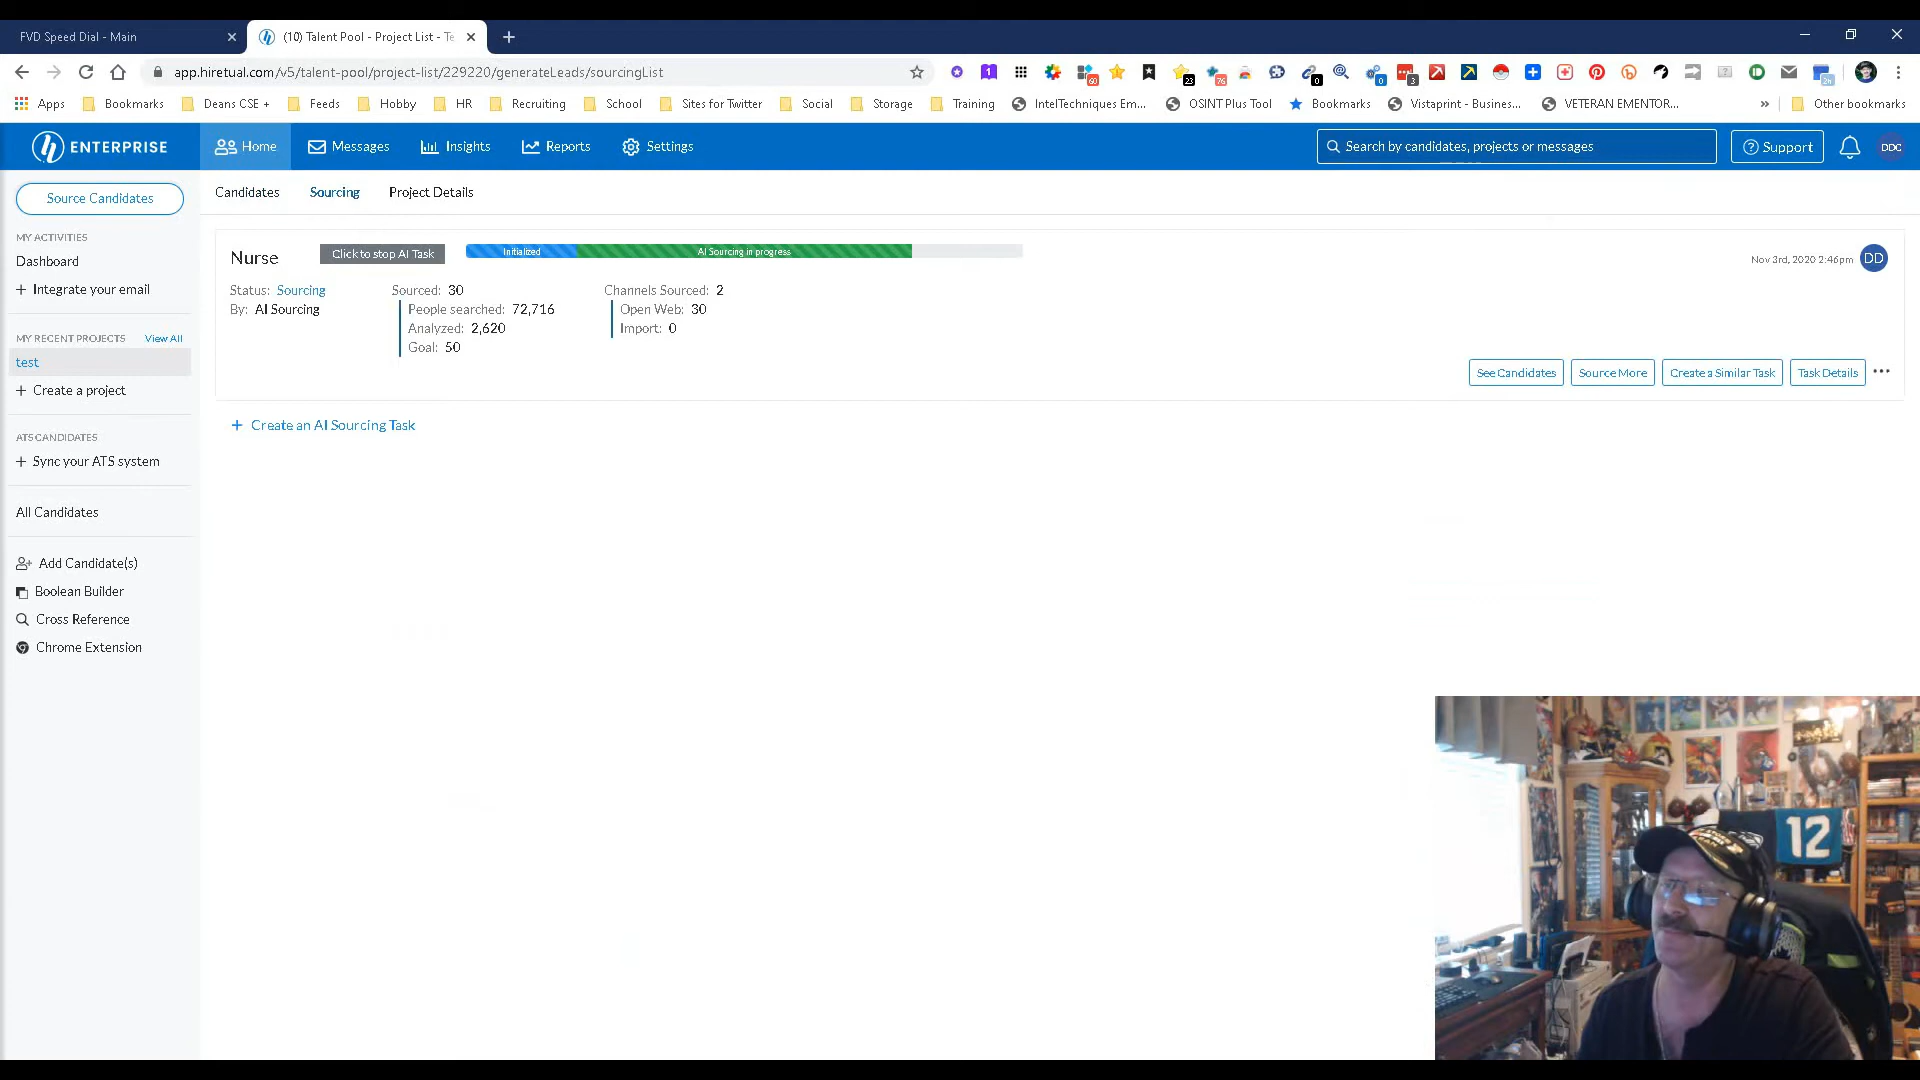 FVD Speed Dial - Main
(10) Talent Pool - Project List - Te
app.hiretual.com/v5/talent-pool/project-list/229220/generateLeads/sourcingList
60
23
76
0
0
3
2h
1
Apps
Bookmarks
Deans CSE +
Feeds
Hobby
HR
Recruiting
School
Sites for Twitter
Social
Storage
Training
IntelTechniques Em...
OSINT Plus Tool
Bookmarks
Vistaprint - Busines...
VETERAN EMENTOR...
»
Other bookmarks
ENTERPRISE
Home
Messages
Insights
Reports
Settings
Search by candidates, projects or messages
Support
DDC
Source Candidates
MY ACTIVITIES
Dashboard
+ Integrate your email
MY RECENT PROJECTS
View All
test
+ Create a project
ATS CANDIDATES
+ Sync your ATS system
All Candidates
Add Candidate(s)
Boolean Builder
Cross Reference
Chrome Extension
Candidates
Sourcing
Project Details
Nurse
Click to stop AI Task
Initialized
AI Sourcing in progress
Nov 3rd, 2020 2:46pm
DD
Status: Sourcing
By: AI Sourcing
Sourced: 30
People searched: 72,716
Analyzed: 2,620
Goal: 50
Channels Sourced: 2
Open Web: 30
Import: 0
See Candidates
Source More
Create a Similar Task
Task Details
+ Create an AI Sourcing Task
12